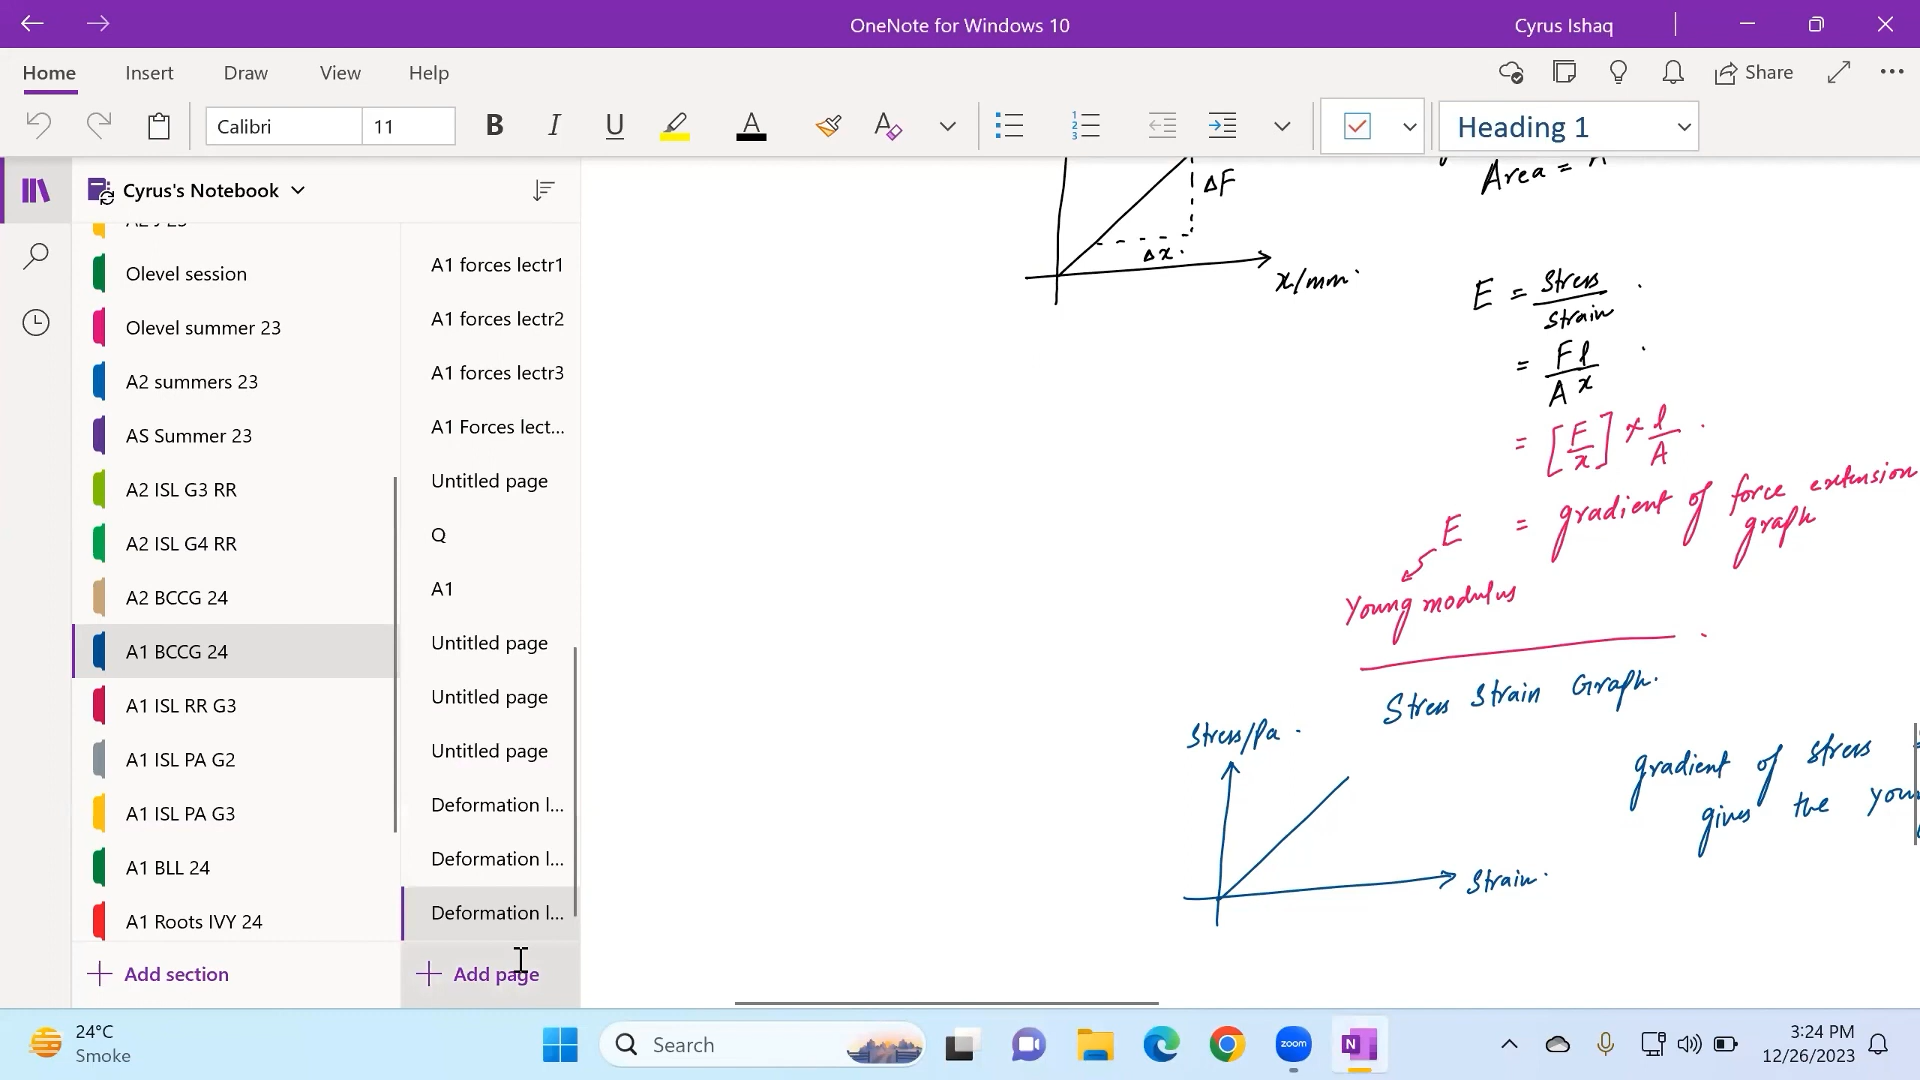 OneNote for Windows 10
Cyrus Ishaq
Home
Insert
Draw
View
Help
Share
Calibri
11
B
I
U
A
Heading 1
Cyrus's Notebook
Olevel session
Olevel summer 23
A2 summers 23
AS Summer 23
A2 ISL G3 RR
A2 ISL G4 RR
A2 BCCG 24
A1 BCCG 24
A1 ISL RR G3
A1 ISL PA G2
A1 ISL PA G3
A1 BLL 24
A1 Roots IVY 24
Add section
A1 forces lectr1
A1 forces lectr2
A1 forces lectr3
A1 Forces lect...
Untitled page
Q
A1
Untitled page
Untitled page
Untitled page
Deformation l...
Deformation l...
Deformation l...
Add page
ΔF
Δx.
x/mm.
Area = A
E = Stress / Strain
= Fl / A x
= [F/x] × l/A
E = gradient of force extension
graph
Young modulus
Stress Strain Graph.
Stress/Pa.
Strain.
gradient of stress
gives the
24°C
Smoke
Search
zoom
N
3:24 PM
12/26/2023